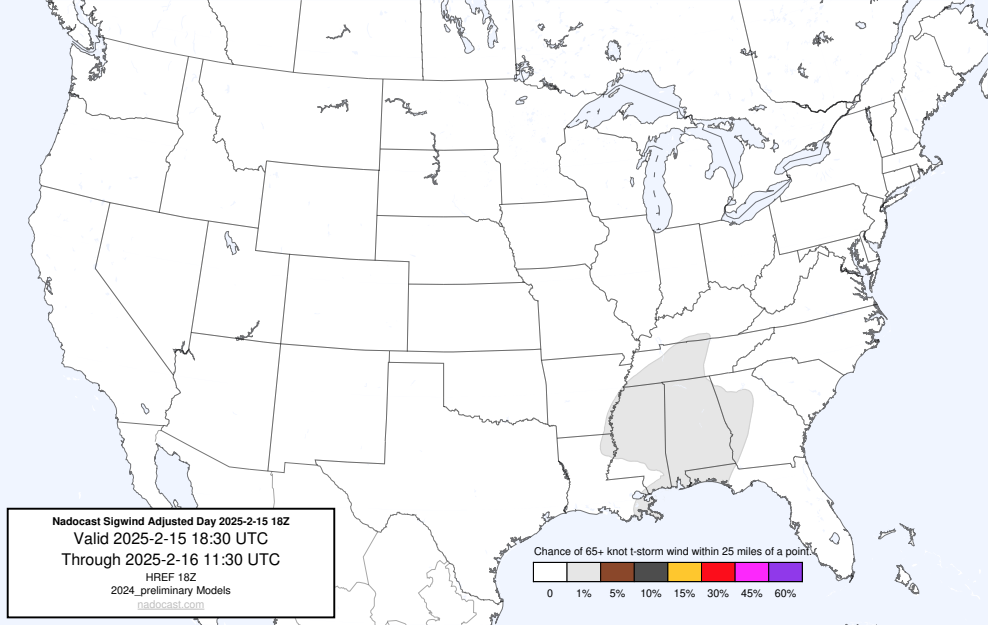 Nadocast Sigwind Adjusted Day 2025-2-15 18Z
Valid 2025-2-15 18:30 UTC
Through 2025-2-16 11:30 UTC
HREF 18Z
2024_preliminary Models
nadocast.com
Chance of 65+ knot t-storm wind within 25 miles of a point.
0 1% 5% 10% 15% 30% 45% 60%